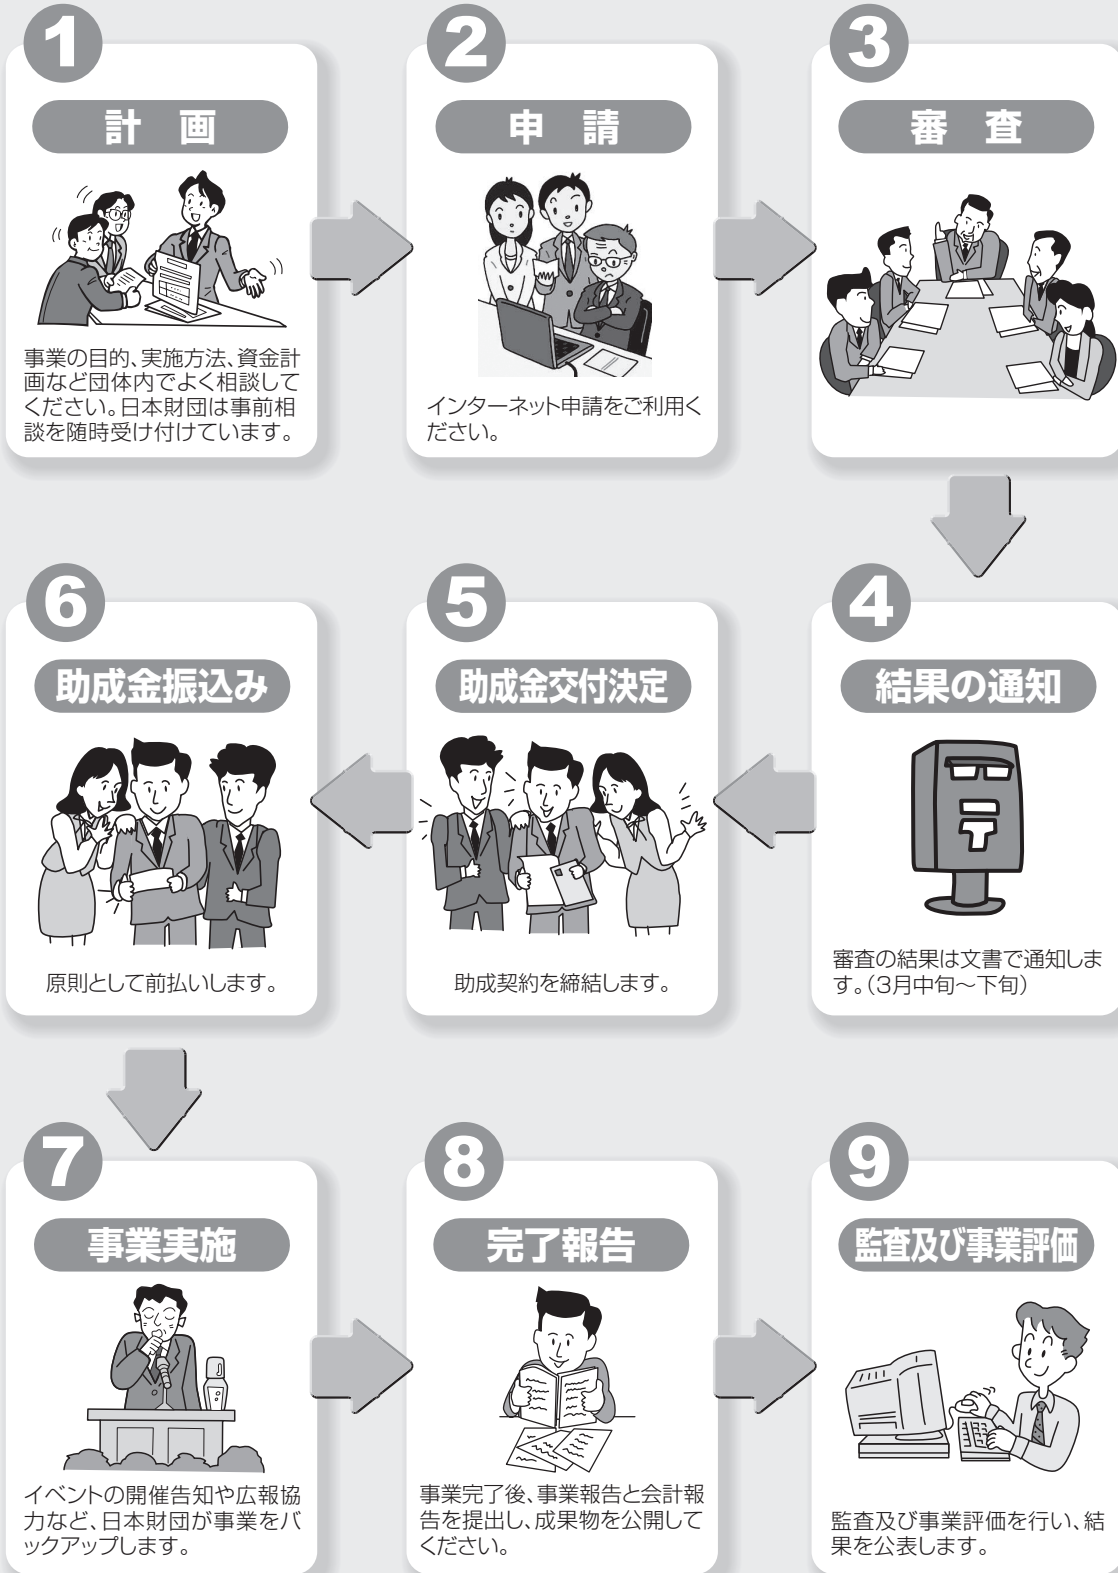 1
計 画
事業の目的、実施方法、資金計
画など団体内でよく相談して
ください。日本財団は事前相
談を随時受け付けています。
2
申 請
インターネット申請をご利用く
ださい。
3
審 査
4
結果の通知
審査の結果は文書で通知しま
す。(3月中旬～下旬)
5
助成金交付決定
助成契約を締結します。
6
助成金振込み
原則として前払いします。
7
事業実施
イベントの開催告知や広報協
力など、日本財団が事業をバ
ックアップします。
8
完了報告
事業完了後、事業報告と会計報
告を提出し、成果物を公開して
ください。
9
監査及び事業評価
監査及び事業評価を行い、結
果を公表します。